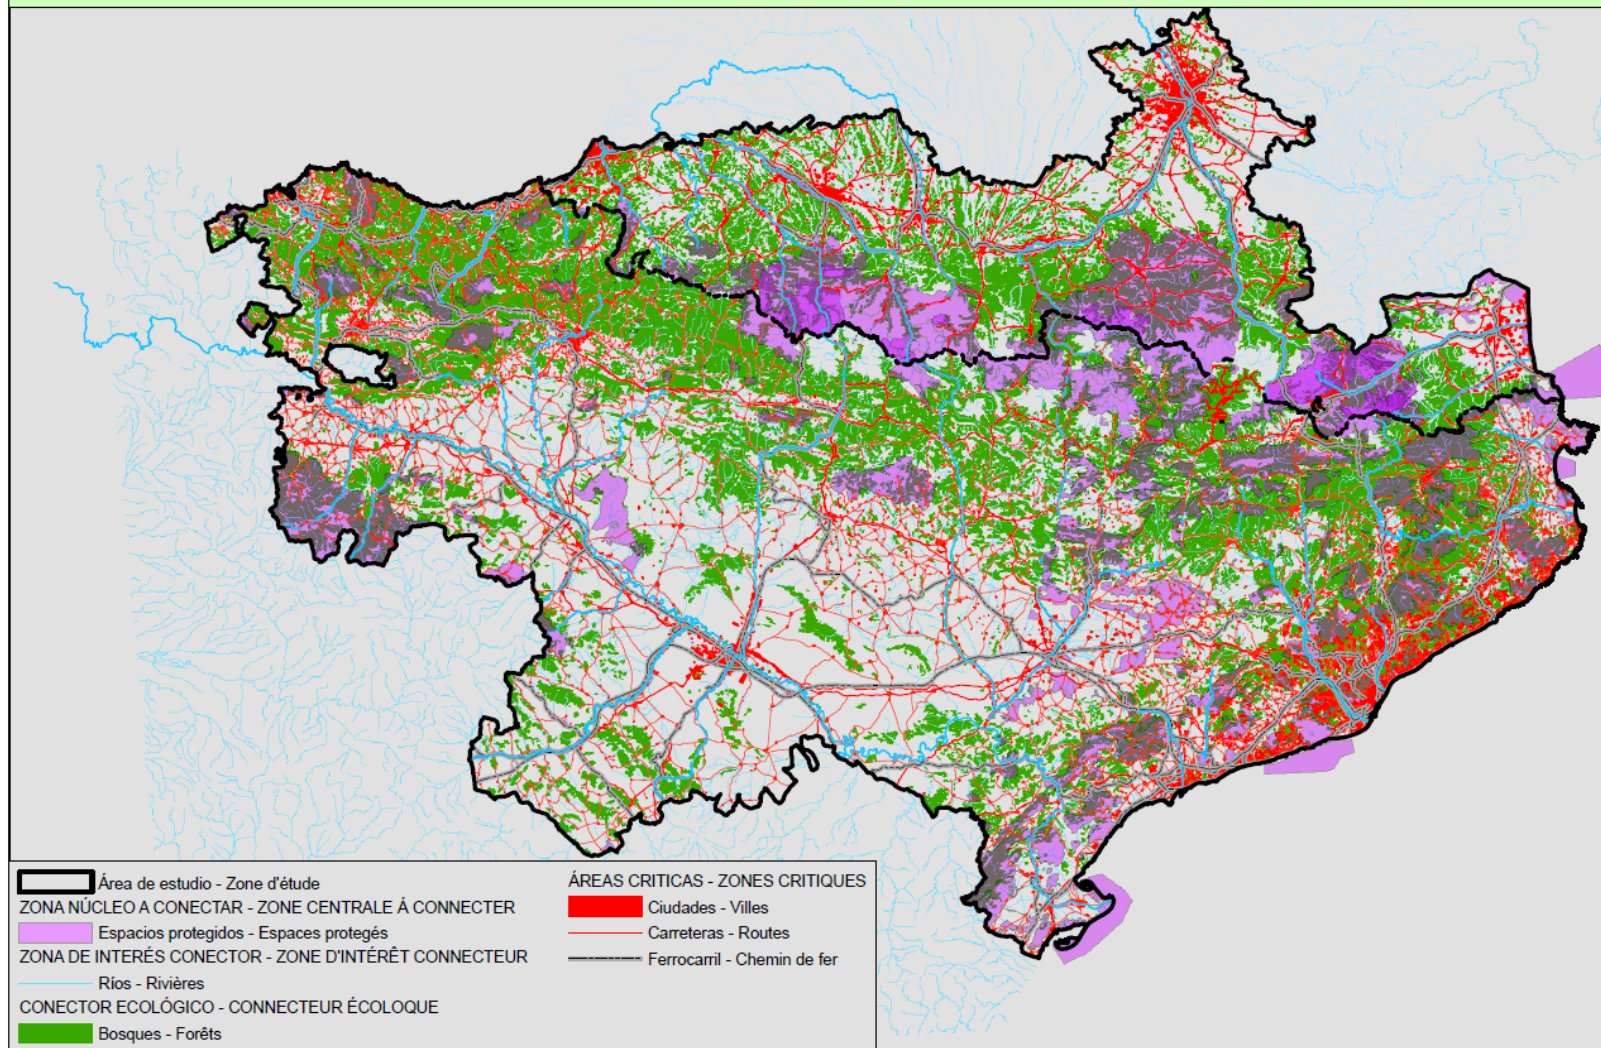 Área de estudio - Zone d'étude
ZONA NÚCLEO A CONECTAR - ZONE CENTRALE Á CONNECTER
Espacios protegidos - Espaces protegés
ZONA DE INTERÉS CONECTOR - ZONE D'INTÉRÊT CONNECTEUR
Ríos - Rivières
CONECTOR ECOLÓGICO - CONNECTEUR ÉCOLOQUE
Bosques - Forêts
ÁREAS CRITICAS - ZONES CRITIQUES
Ciudades - Villes
Carreteras - Routes
Ferrocarril - Chemin de fer